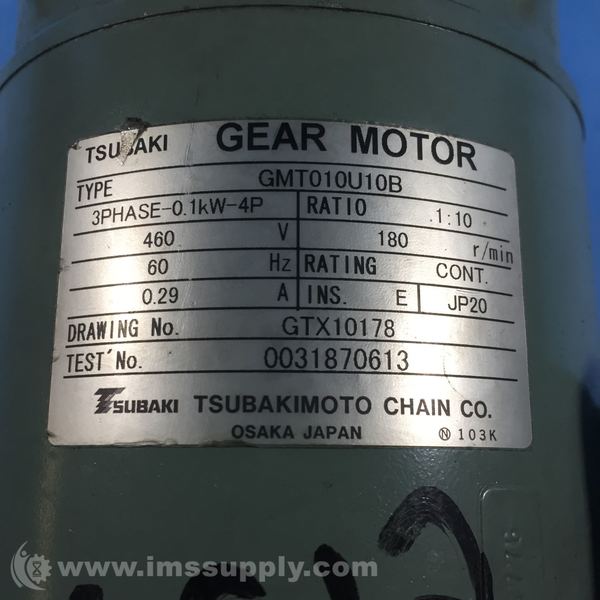 TSUBAKI GEAR MOTOR
TYPE GMT010U10B
3PHASE-0.1kW-4P RATIO 1:10
460 V 180 r/min
60 Hz RATING CONT.
0.29 A INS. E JP20
DRAWING No. GTX10178
TEST No. 0031870613
TSUBAKI TSUBAKIMOTO CHAIN CO.
OSAKA JAPAN Ⓝ 103K
www.imssupply.com